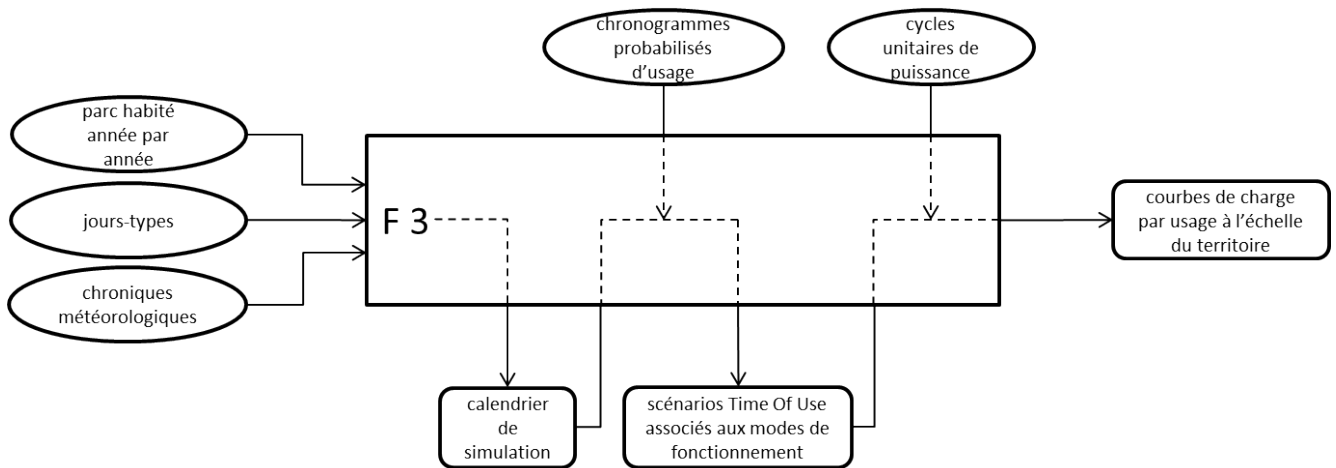 chronogrammes
probabilisés
d’usage
cycles
unitaires de
puissance
parc habité
année par
année
jours-types
chroniques
météorologiques
F 3
courbes de charge
par usage à l’échelle
du territoire
calendrier
de
simulation
scénarios Time Of Use
associés aux modes de
fonctionnement